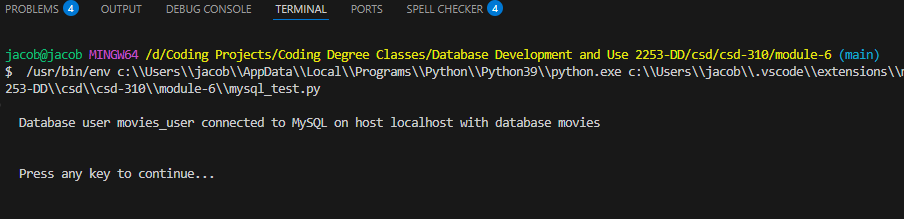 PROBLEMS 4 OUTPUT DEBUG CONSOLE TERMINAL PORTS SPELL CHECKER 4
jacob@jacob MINGW64 /d/Coding Projects/Coding Degree Classes/Database Development and Use 2253-DD/csd/csd-310/module-6 (main)
$ /usr/bin/env c:\\Users\\jacob\\AppData\\Local\\Programs\\Python\\Python39\\python.exe c:\\Users\\jacob\\.vscode\\extensions\\
253-DD\\csd\\csd-310\\module-6\\mysql_test.py
Database user movies_user connected to MySQL on host localhost with database movies
Press any key to continue...